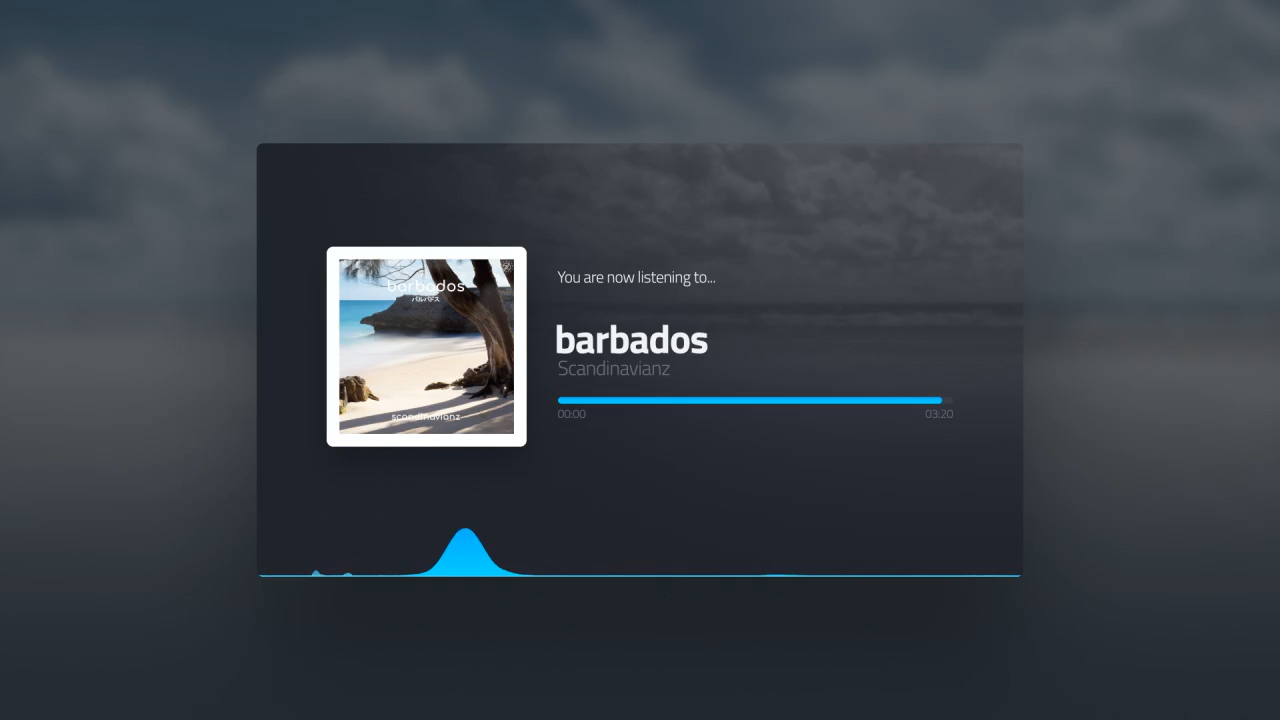 barbados
バルバドス
scandinavianz
You are now listening to...
barbados
Scandinavianz
00:00
03:20